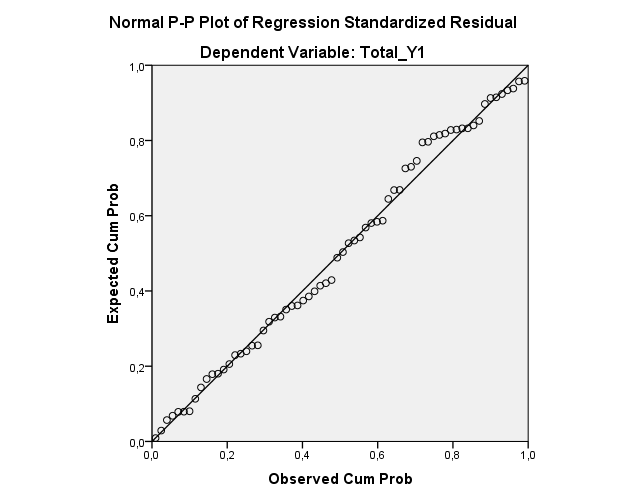 Normal P-P Plot of Regression Standardized Residual
Dependent Variable: Total_Y1
1,0
0,8
0,6
0,4
0,2
0,0
Expected Cum Prob
0,0 0,2 0,4 0,6 0,8 1,0
Observed Cum Prob